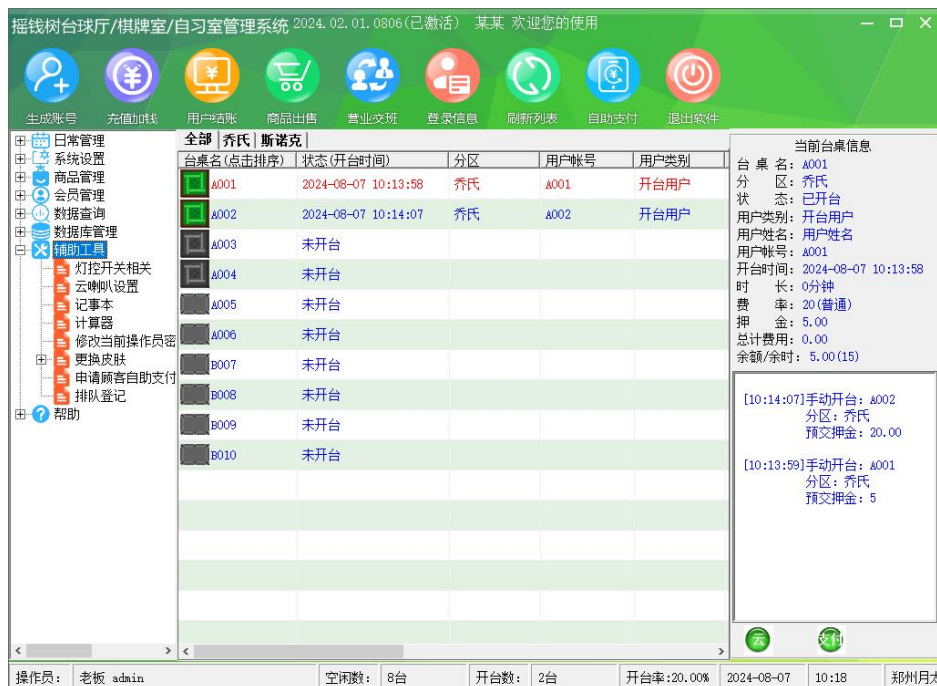 摇钱树台球厅/棋牌室/自习室管理系统 2024.02.01.0806(已激活) 某某 欢迎您的使用
生成账号 充值加钱 用户结账 商品出售 营业交班 登录信息 刷新列表 自助支付 退出软件
日常管理
系统设置
商品管理
会员管理
数据查询
数据库管理
辅助工具
灯控开关相关
云喇叭设置
记事本
计算器
修改当前操作员密
更换皮肤
申请顾客自助支付
排队登记
帮助
全部 乔氏 斯诺克
台桌名(点击排序) 状态(开台时间) 分区 用户帐号 用户类别
A001 2024-08-07 10:13:58 乔氏 A001 开台用户
A002 2024-08-07 10:14:07 乔氏 A002 开台用户
A003 未开台
A004 未开台
A005 未开台
A006 未开台
B007 未开台
B008 未开台
B009 未开台
B010 未开台
当前台桌信息
台 桌 名: A001
分 区: 乔氏
状 态: 已开台
用户类别: 开台用户
用户姓名: 用户姓名
用户帐号: A001
开台时间: 2024-08-07 10:13:58
时 长: 0分钟
费 率: 20(普通)
押 金: 5.00
总计费用: 0.00
余额/余时: 5.00(15)
[10:14:07]手动开台: A002
分区: 乔氏
预交押金: 20.00
[10:13:59]手动开台: A001
分区: 乔氏
预交押金: 5
云 支付
操作员: 老板 admin 空闲数: 8台 开台数: 2台 开台率:20.00% 2024-08-07 10:18 郑州月